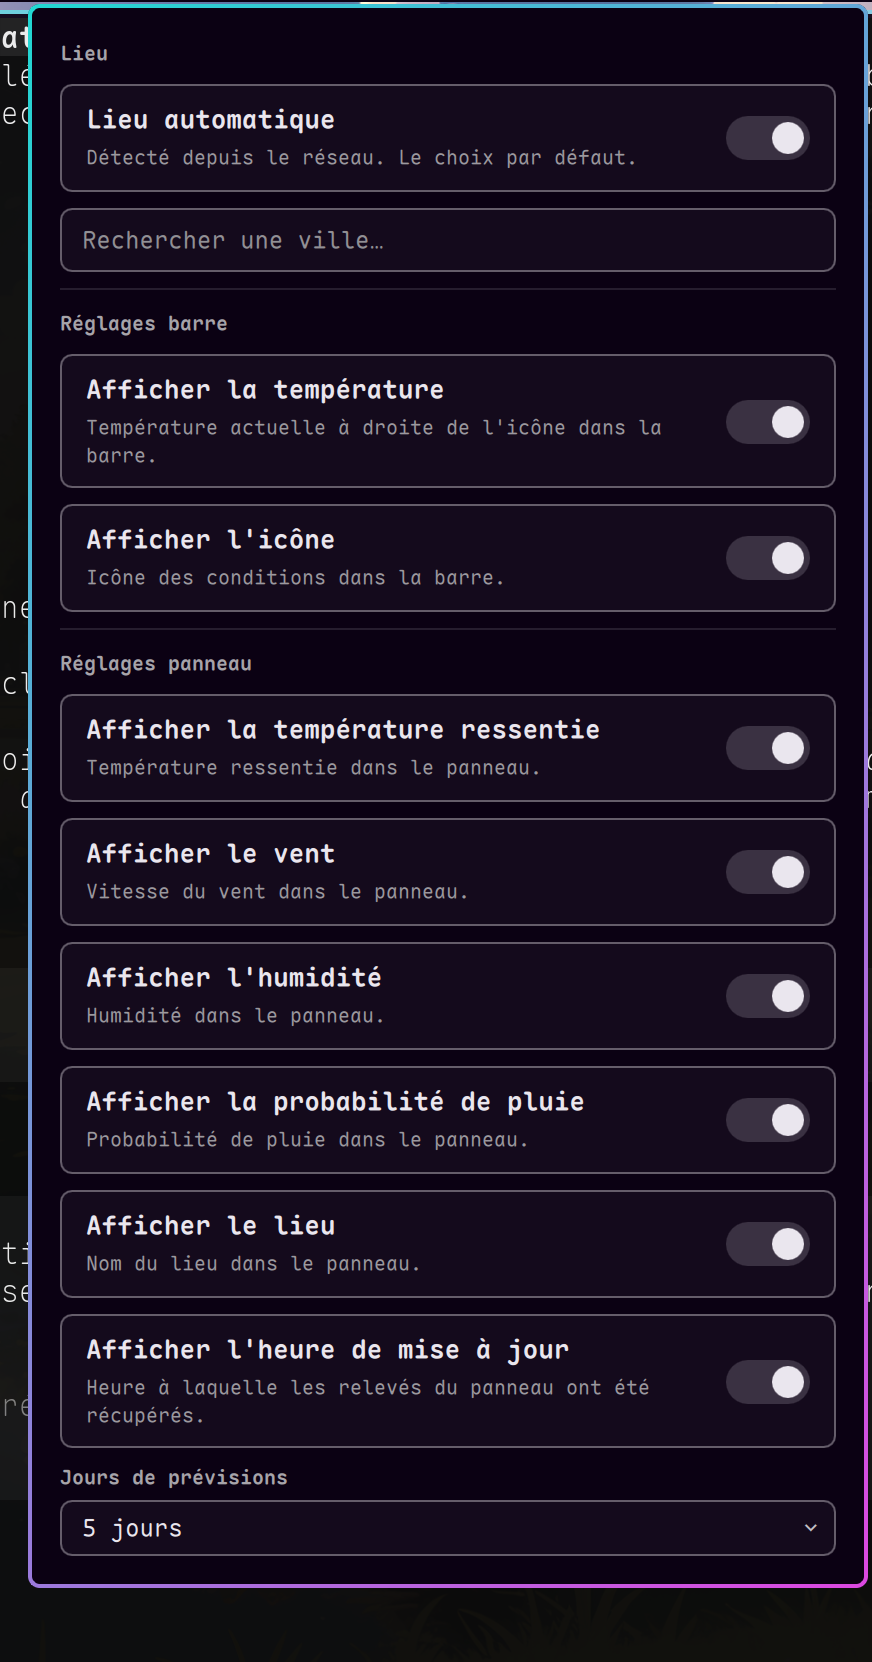 Lieu
Lieu automatique
Détecté depuis le réseau. Le choix par défaut.
Rechercher une ville…
Réglages barre
Afficher la température
Température actuelle à droite de l'icône dans la
barre.
Afficher l'icône
Icône des conditions dans la barre.
Réglages panneau
Afficher la température ressentie
Température ressentie dans le panneau.
Afficher le vent
Vitesse du vent dans le panneau.
Afficher l'humidité
Humidité dans le panneau.
Afficher la probabilité de pluie
Probabilité de pluie dans le panneau.
Afficher le lieu
Nom du lieu dans le panneau.
Afficher l'heure de mise à jour
Heure à laquelle les relevés du panneau ont été
récupérés.
Jours de prévisions
5 jours